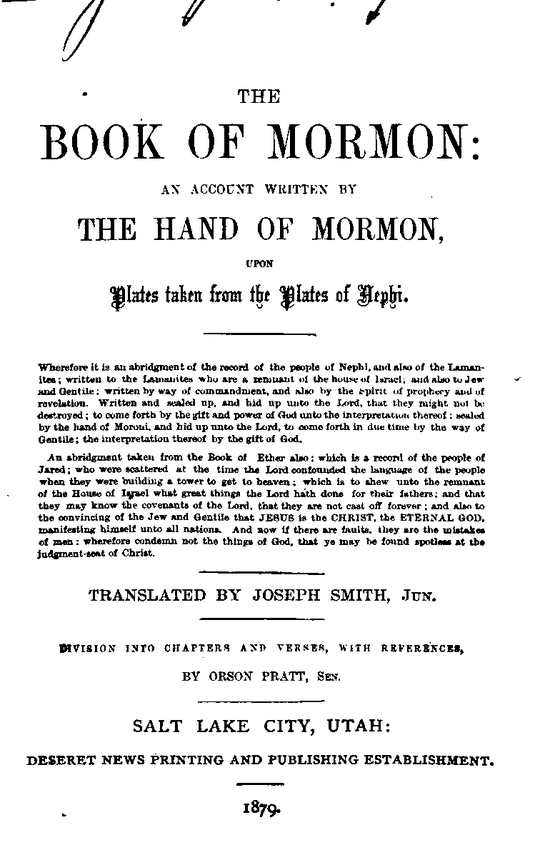 THE
BOOK OF MORMON:
AN ACCOUNT WRITTEN BY
THE HAND OF MORMON,
UPON
Plates taken from the Plates of Nephi.
Wherefore it is an abridgment of the record of the people of Nephi, and also of the Laman-
ites; written to the Lamanites who are a remnant of the house of Israel, and also to Jew
and Gentile: written by way of commandment, and also by the spirit of prophecy and of
revelation. Written and sealed up, and hid up unto the Lord, that they might not be
destroyed; to come forth by the gift and power of God unto the interpretation thereof: sealed
by the hand of Moroni, and hid up unto the Lord, to come forth in due time by the way of
Gentile; the interpretation thereof by the gift of God.
An abridgment taken from the Book of Ether also: which is a record of the people of
Jared; who were scattered at the time the Lord confounded the language of the people
when they were building a tower to get to heaven; which is to shew unto the remnant
of the House of Israel what great things the Lord hath done for their fathers; and that
they may know the covenants of the Lord, that they are not cast off forever; and also to
the convincing of the Jew and Gentile that JESUS is the CHRIST, the ETERNAL GOD,
manifesting himself unto all nations. And now if there are faults, they are the mistakes
of men: wherefore condemn not the things of God, that ye may be found spotless at the
judgment-seat of Christ.
TRANSLATED BY JOSEPH SMITH, JUN.
DIVISION INTO CHAPTERS AND VERSES, WITH REFERENCES,
BY ORSON PRATT, SEN.
SALT LAKE CITY, UTAH:
DESERET NEWS PRINTING AND PUBLISHING ESTABLISHMENT.
1879.